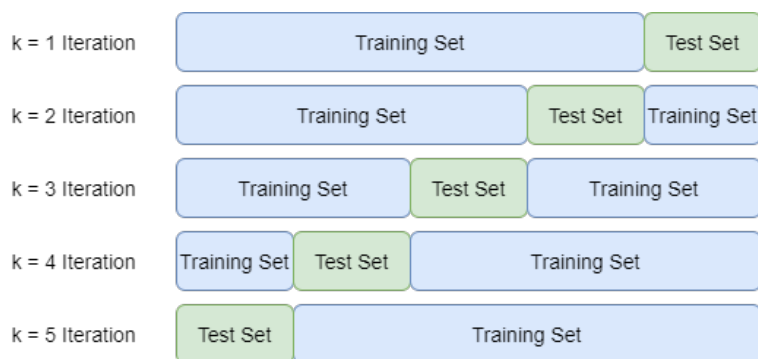 k = 1 Iteration Training Set Test Set
k = 2 Iteration Training Set Test Set Training Set
k = 3 Iteration Training Set Test Set Training Set
k = 4 Iteration Training Set Test Set Training Set
k = 5 Iteration Test Set Training Set